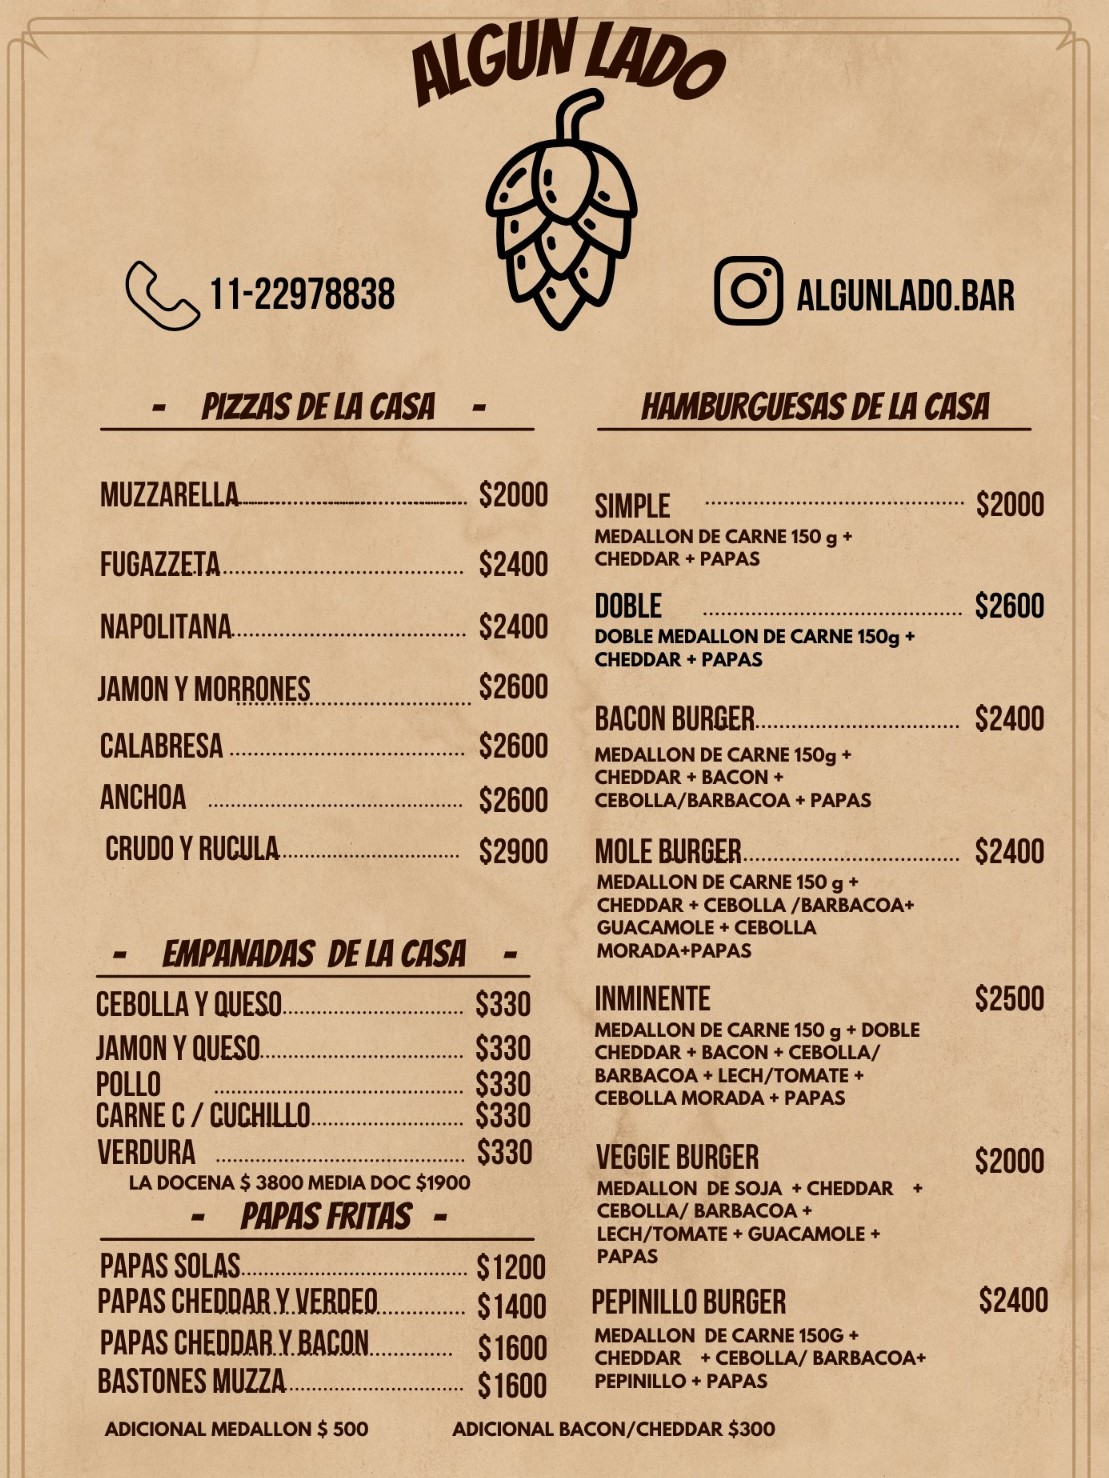 ALGUN LADO
11-22978838
ALGUNLADO.BAR
- PIZZAS DE LA CASA -
MUZZARELLA $2000
FUGAZZETA $2400
NAPOLITANA $2400
JAMON Y MORRONES $2600
CALABRESA $2600
ANCHOA $2600
CRUDO Y RUCULA $2900
- EMPANADAS DE LA CASA -
CEBOLLA Y QUESO $330
JAMON Y QUESO $330
POLLO $330
CARNE C / CUCHILLO $330
VERDURA $330
LA DOCENA $ 3800 MEDIA DOC $1900
- PAPAS FRITAS -
PAPAS SOLAS $1200
PAPAS CHEDDAR Y VERDEO $1400
PAPAS CHEDDAR Y BACON $1600
BASTONES MUZZA $1600
HAMBURGUESAS DE LA CASA
SIMPLE $2000
MEDALLON DE CARNE 150 g +
CHEDDAR + PAPAS
DOBLE $2600
DOBLE MEDALLON DE CARNE 150g +
CHEDDAR + PAPAS
BACON BURGER $2400
MEDALLON DE CARNE 150g +
CHEDDAR + BACON +
CEBOLLA/BARBACOA + PAPAS
MOLE BURGER $2400
MEDALLON DE CARNE 150 g +
CHEDDAR + CEBOLLA /BARBACOA+
GUACAMOLE + CEBOLLA
MORADA+PAPAS
INMINENTE $2500
MEDALLON DE CARNE 150 g + DOBLE
CHEDDAR + BACON + CEBOLLA/
BARBACOA + LECH/TOMATE +
CEBOLLA MORADA + PAPAS
VEGGIE BURGER $2000
MEDALLON DE SOJA + CHEDDAR +
CEBOLLA/ BARBACOA +
LECH/TOMATE + GUACAMOLE +
PAPAS
PEPINILLO BURGER $2400
MEDALLON DE CARNE 150G +
CHEDDAR + CEBOLLA/ BARBACOA+
PEPINILLO + PAPAS
ADICIONAL MEDALLON $ 500
ADICIONAL BACON/CHEDDAR $300